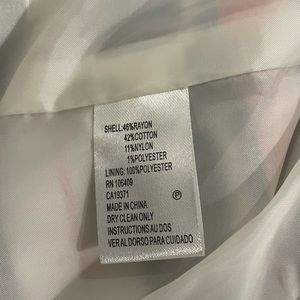 SHELL:46%RAYON
42%COTTON
11%NYLON
1%POLYESTER
LINING:100%POLYESTER
RN 106409
CA19371
MADE IN CHINA
DRY CLEAN ONLY
INSTRUCTIONS AU DOS
VER AL DORSO PARA CUIDADO
P